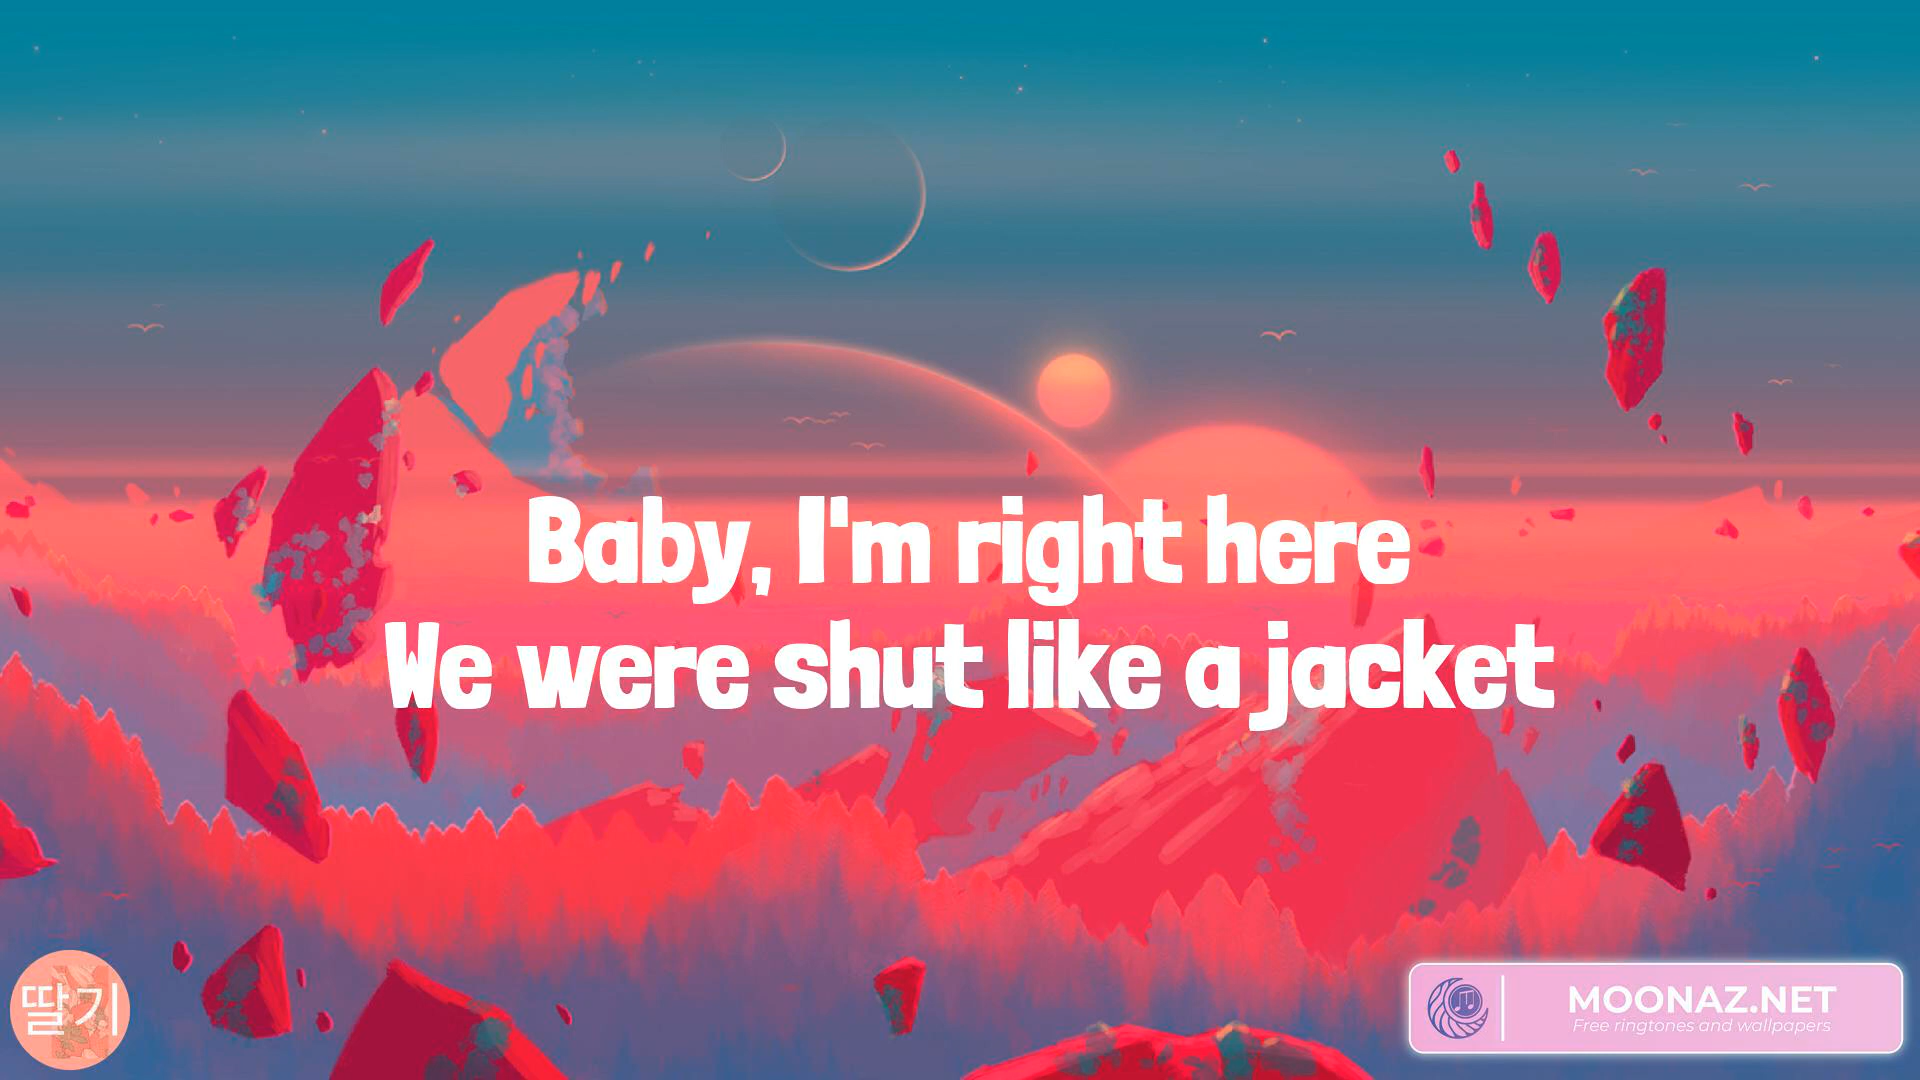 Baby, I'm right here
We were shut like a jacket
딸기
MOONAZ.NET
Free ringtones and wallpapers